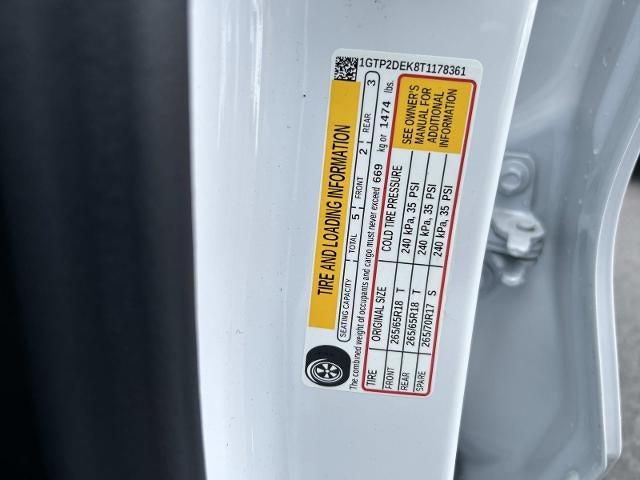 1GTP2DEK8T1178361
TIRE AND LOADING INFORMATION
SEATING CAPACITY TOTAL 5 FRONT 2 REAR 3
The combined weight of occupants and cargo must never exceed 669 kg or 1474 lbs.
TIRE ORIGINAL SIZE COLD TIRE PRESSURE
FRONT 265/65R18 T 240 kPa, 35 PSI
REAR 265/65R18 T 240 kPa, 35 PSI
SPARE 265/70R17 S 240 kPa, 35 PSI
SEE OWNER'S
MANUAL FOR
ADDITIONAL
INFORMATION